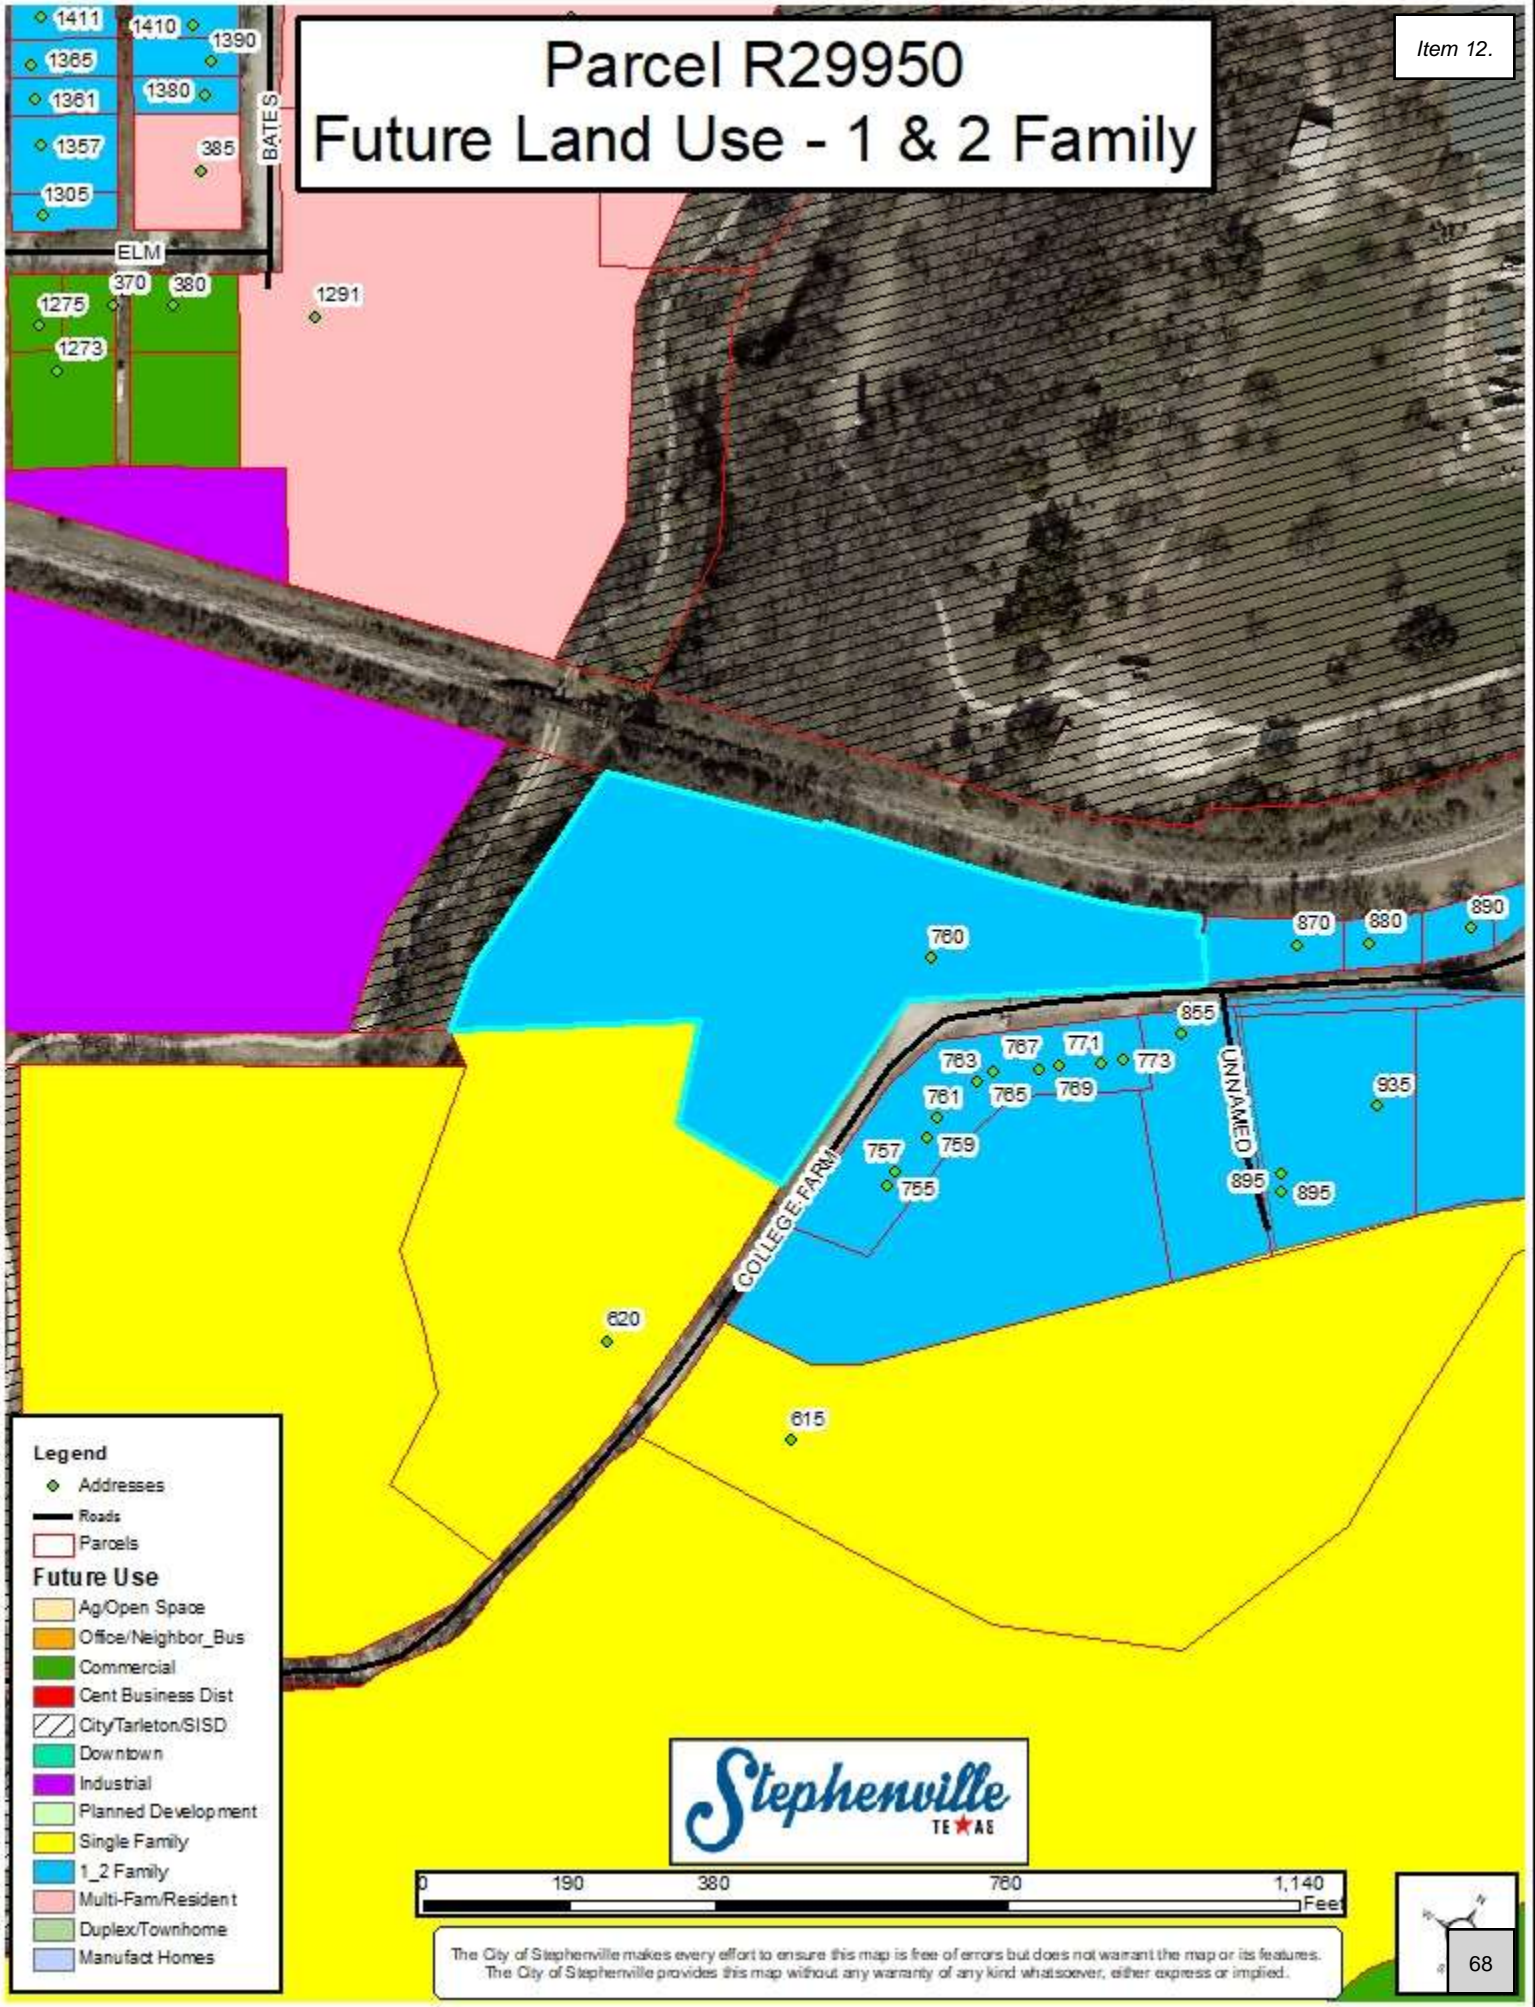 Item 12.
Parcel R29950
Future Land Use - 1 & 2 Family
1411
1410
1390
1365
1380
1361
BATES
1357
385
1305
ELM
370
380
1275
1291
1273
760
870
880
890
855
763
767
771
773
765
769
761
759
757
755
UNNAMED
935
895
895
COLLEGE FARM
620
615
Legend
Addresses
Roads
Parcels
Future Use
Ag/Open Space
Office/Neighbor_Bus
Commercial
Cent Business Dist
City/Tarleton/SISD
Downtown
Industrial
Planned Development
Single Family
1_2 Family
Multi-Fam/Resident
Duplex/Townhome
Manufact Homes
Stephenville
TEXAS
0 190 380 760 1,140
Feet
The City of Stephenville makes every effort to ensure this map is free of errors but does not warrant the map or its features.
The City of Stephenville provides this map without any warranty of any kind whatsoever, either express or implied.
N
W
68